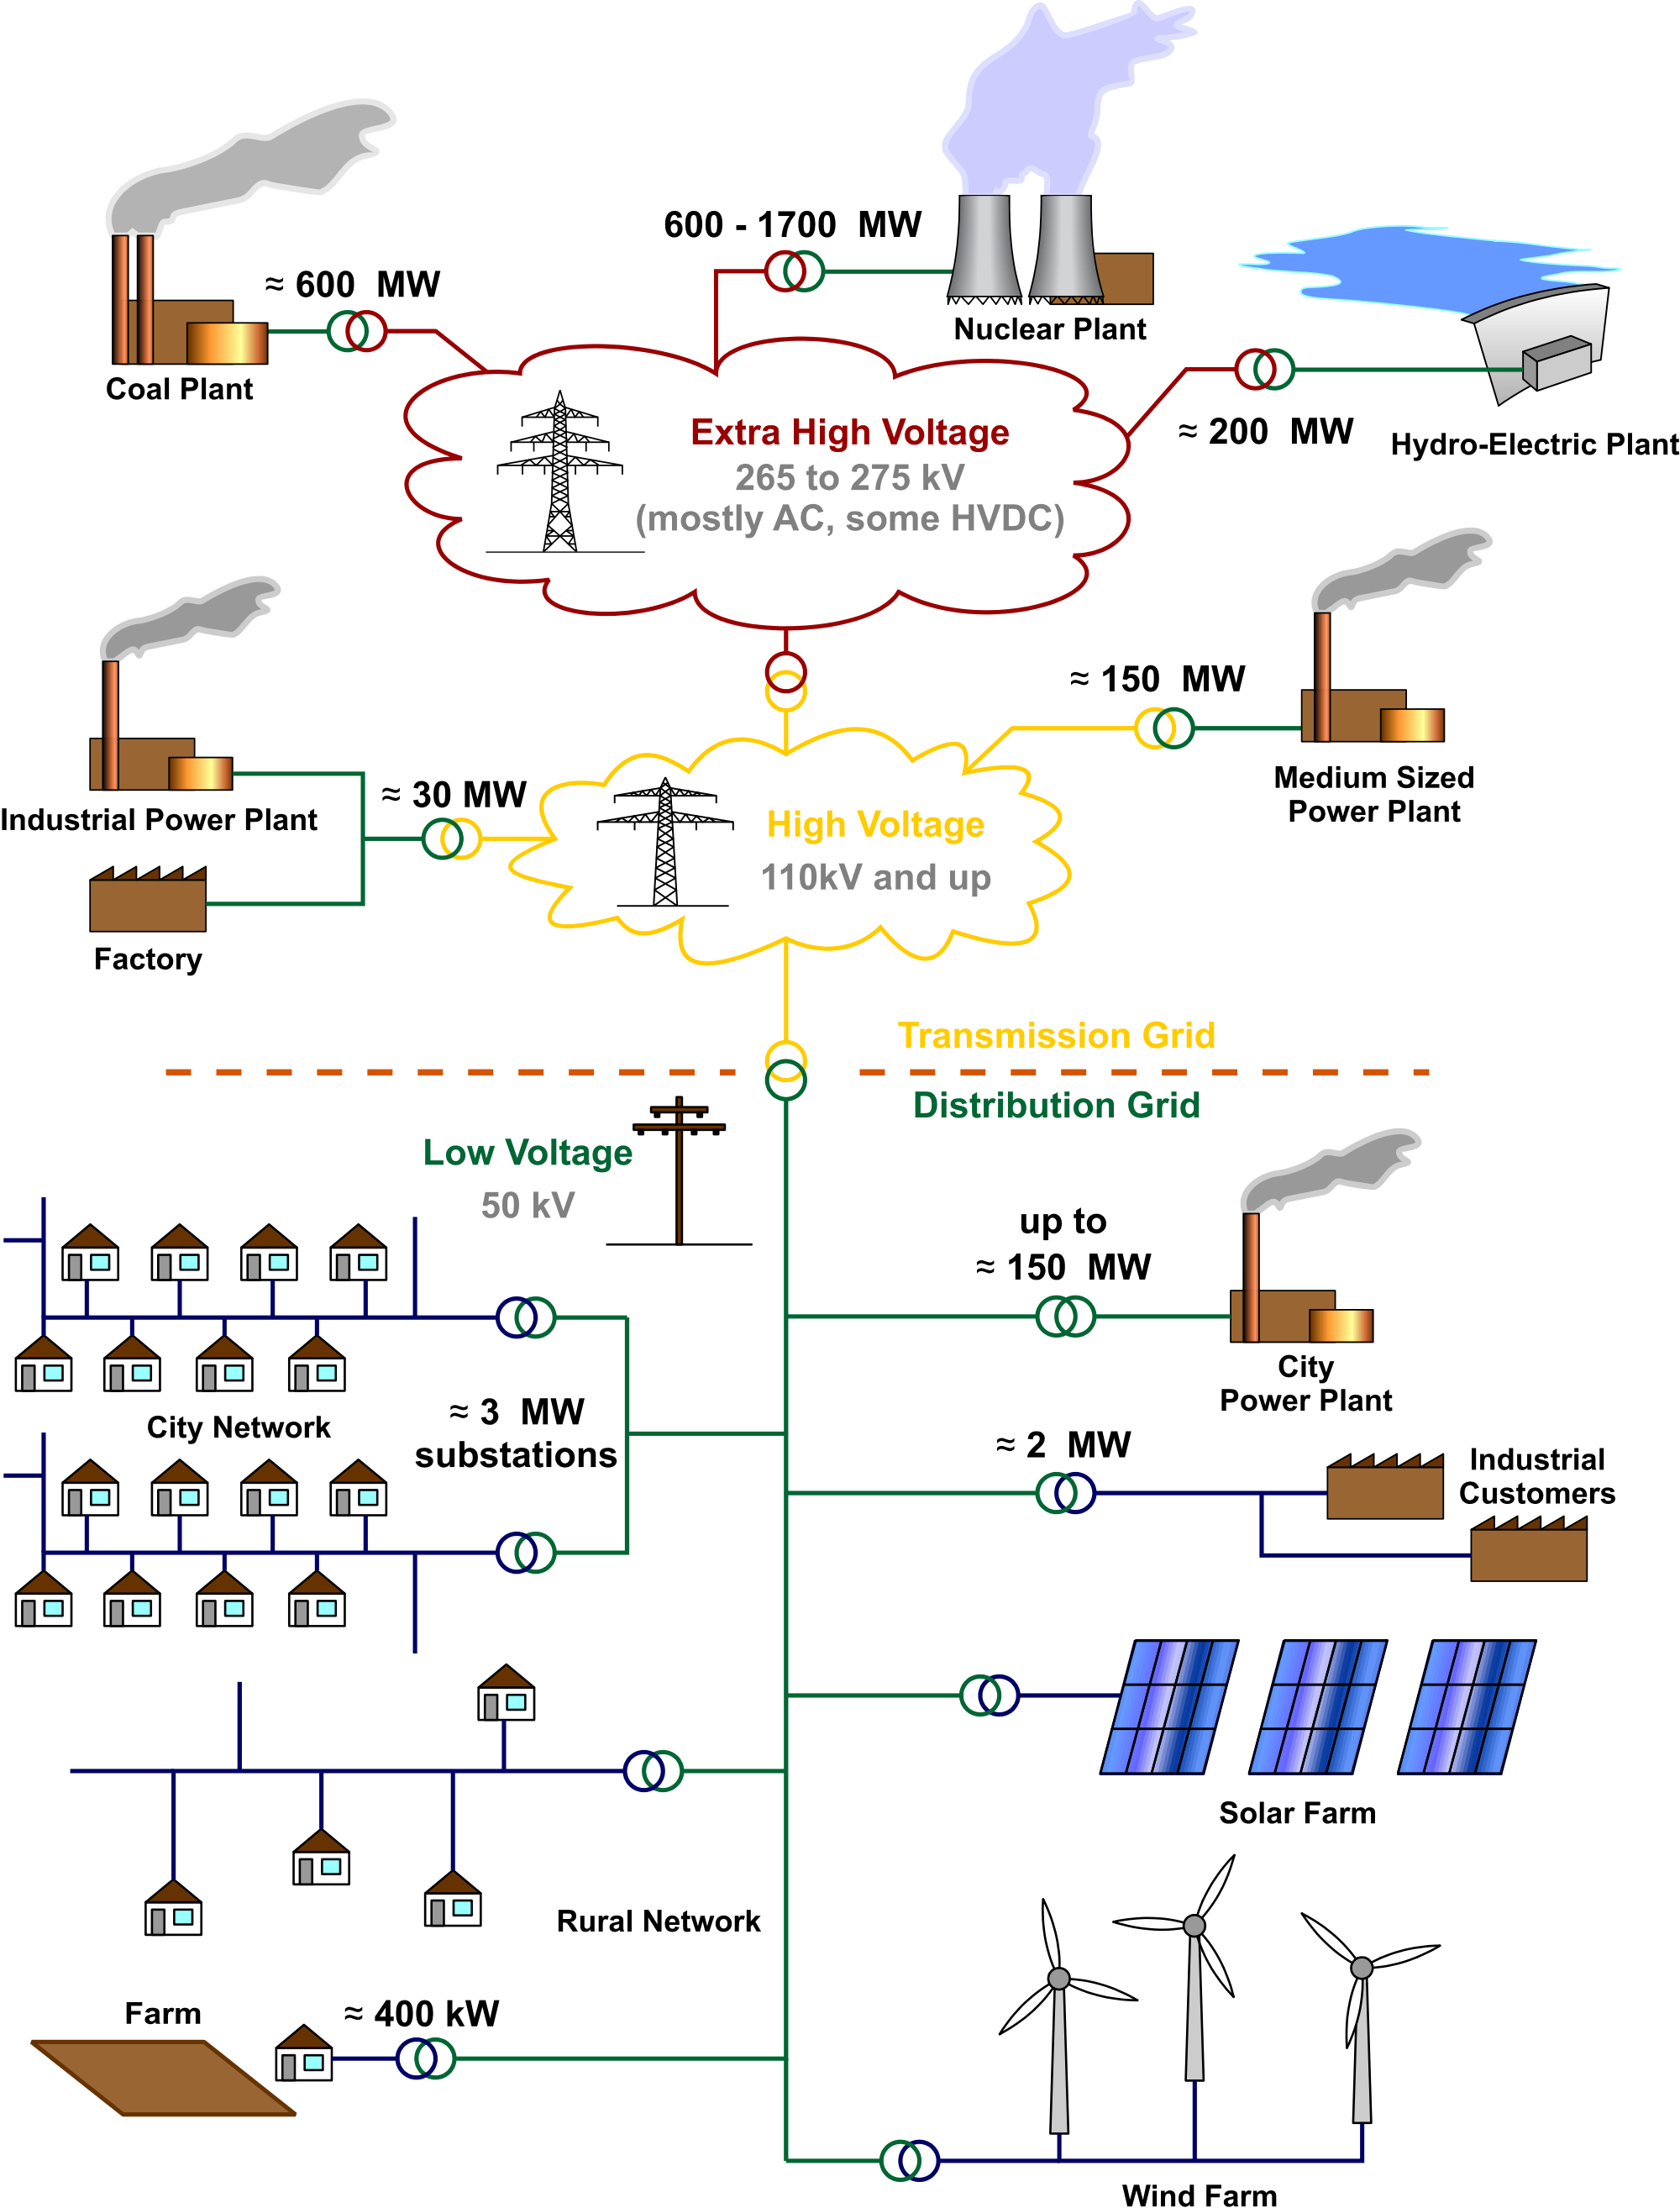 600 - 1700  MW
≈ 600  MW
Nuclear Plant
Coal Plant
≈ 200  MW
Hydro-Electric Plant
Extra High Voltage
265 to 275 kV
(mostly AC, some HVDC)
≈ 150  MW
Medium Sized
Power Plant
≈ 30 MW
Industrial Power Plant
High Voltage
110kV and up
Factory
Transmission Grid
Distribution Grid
Low Voltage
50 kV
up to
≈ 150  MW
City
Power Plant
City Network
≈ 3  MW
substations
≈ 2  MW
Industrial
Customers
Solar Farm
Rural Network
Farm
≈ 400 kW
Wind Farm